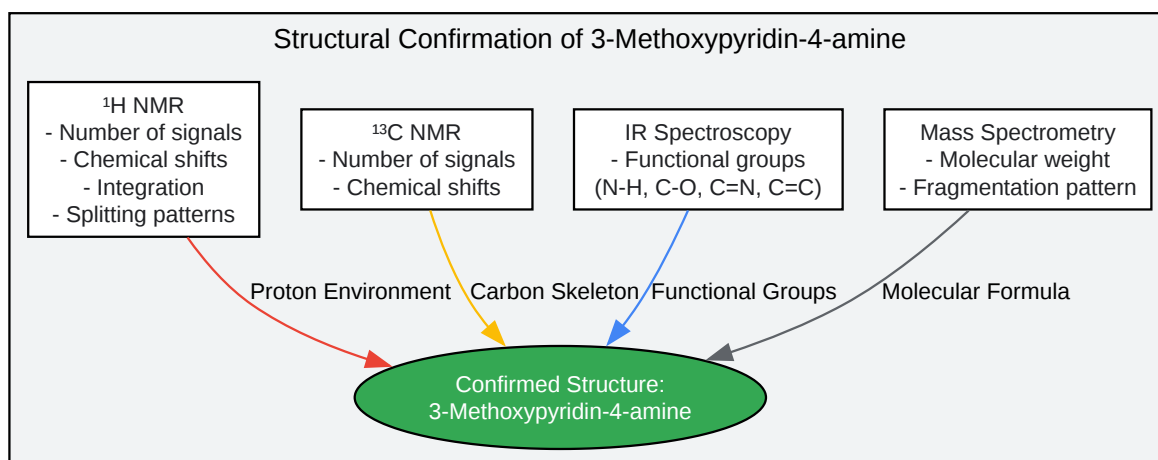 Structural Confirmation of 3-Methoxypyridin-4-amine
¹H NMR
- Number of signals
- Chemical shifts
- Integration
- Splitting patterns
¹³C NMR
- Number of signals
- Chemical shifts
IR Spectroscopy
- Functional groups
(N-H, C-O, C=N, C=C)
Mass Spectrometry
- Molecular weight
- Fragmentation pattern
Proton Environment
Carbon Skeleton
Functional Groups
Molecular Formula
Confirmed Structure:
3-Methoxypyridin-4-amine